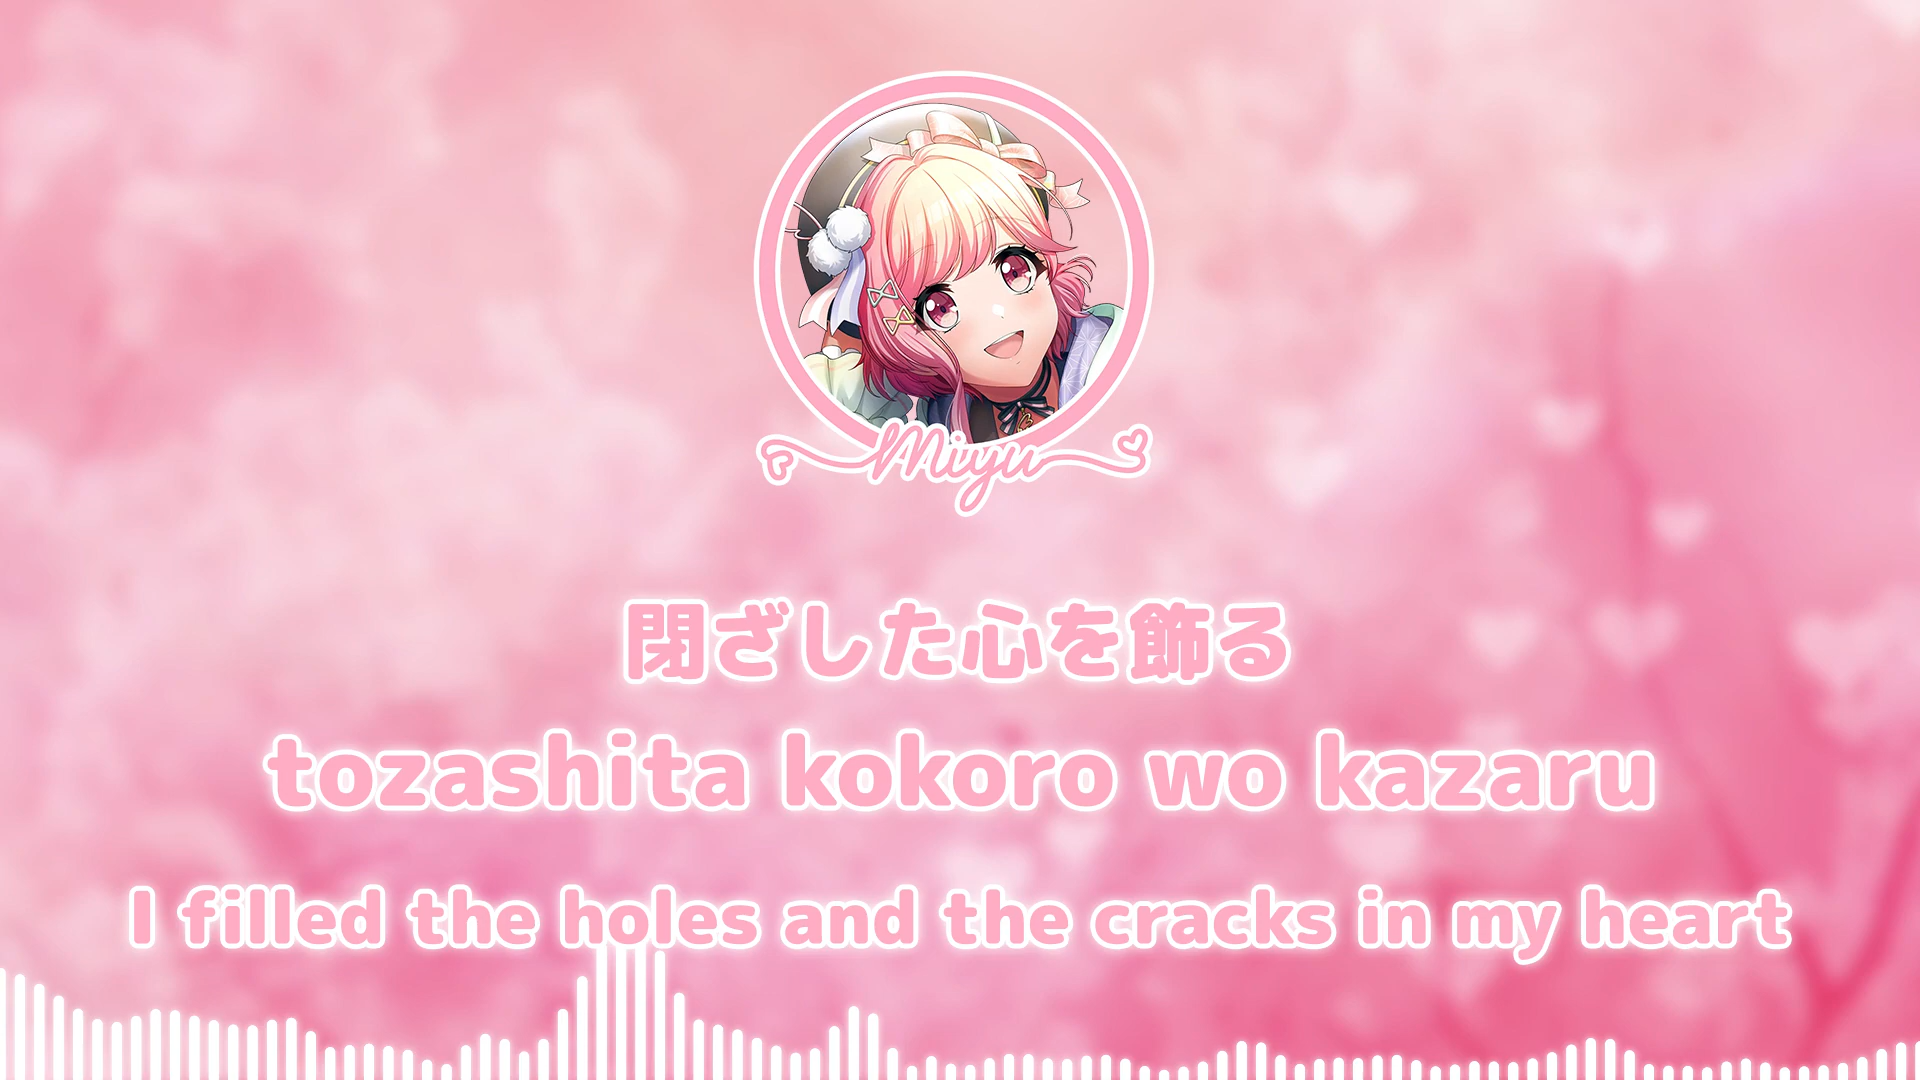 Miyu
閉ざした心を飾る
tozashita kokoro wo kazaru
I filled the holes and the cracks in my heart